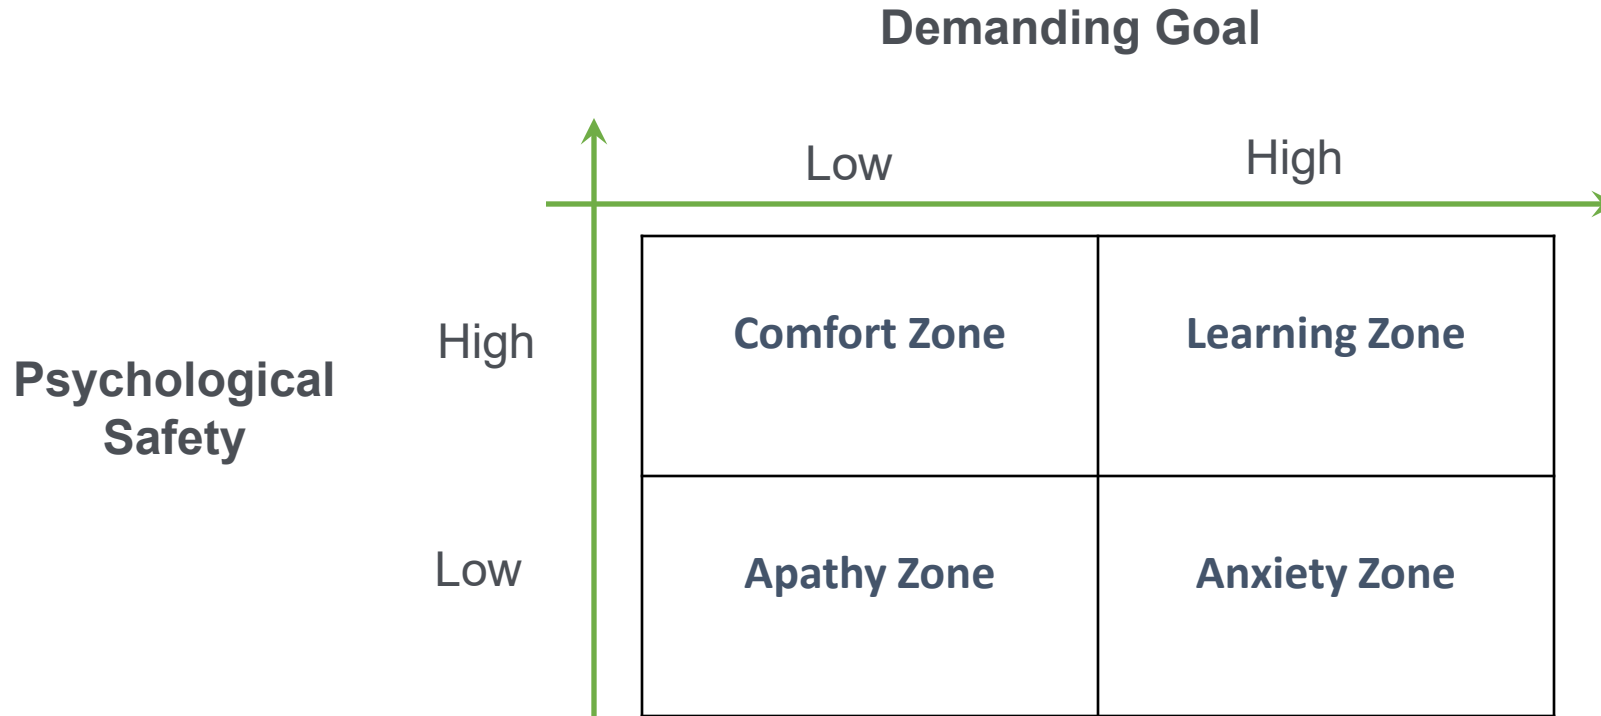 Demanding Goal
Low
High
High
Comfort Zone
Learning Zone
Psychological
Safety
Low
Apathy Zone
Anxiety Zone